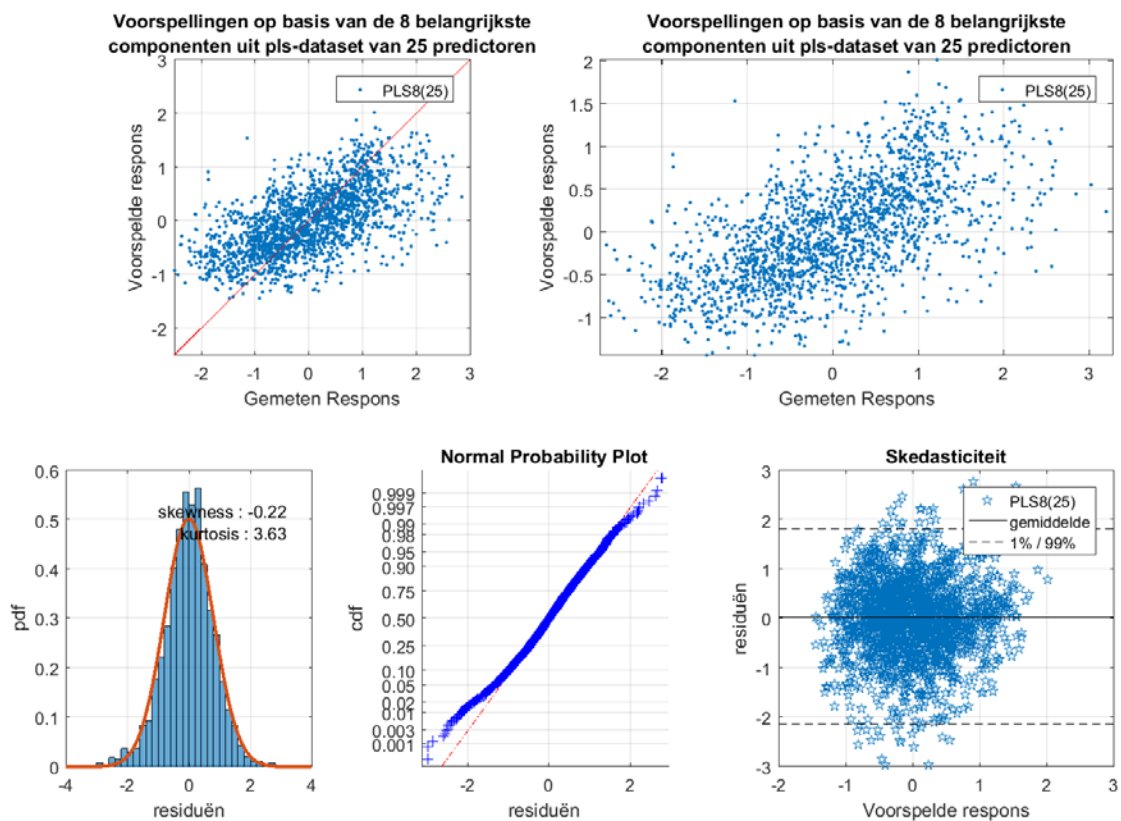 Voorspellingen op basis van de 8 belangrijkste
componenten uit pls-dataset van 25 predictoren
3
2
1
0
-1
-2
Voorspelde respons
PLS8(25)
-2 -1 0 1 2 3
Gemeten Respons
Voorspellingen op basis van de 8 belangrijkste
componenten uit pls-dataset van 25 predictoren
2
1.5
1
0.5
0
-0.5
-1
Voorspelde respons
PLS8(25)
-2 -1 0 1 2 3
Gemeten Respons
0.6
0.5
0.4
0.3
0.2
0.1
0
pdf
skewness : -0.22
kurtosis : 3.63
-4 -2 0 2 4
residuën
Normal Probability Plot
0.999
0.997
0.99
0.98
0.95
0.90
0.75
0.50
0.25
0.10
0.05
0.02
0.01
0.003
0.001
cdf
-2 0 2
residuën
Skedasticiteit
3
2
1
0
-1
-2
-3
residuën
PLS8(25)
gemiddelde
1% / 99%
-2 -1 0 1 2 3
Voorspelde respons